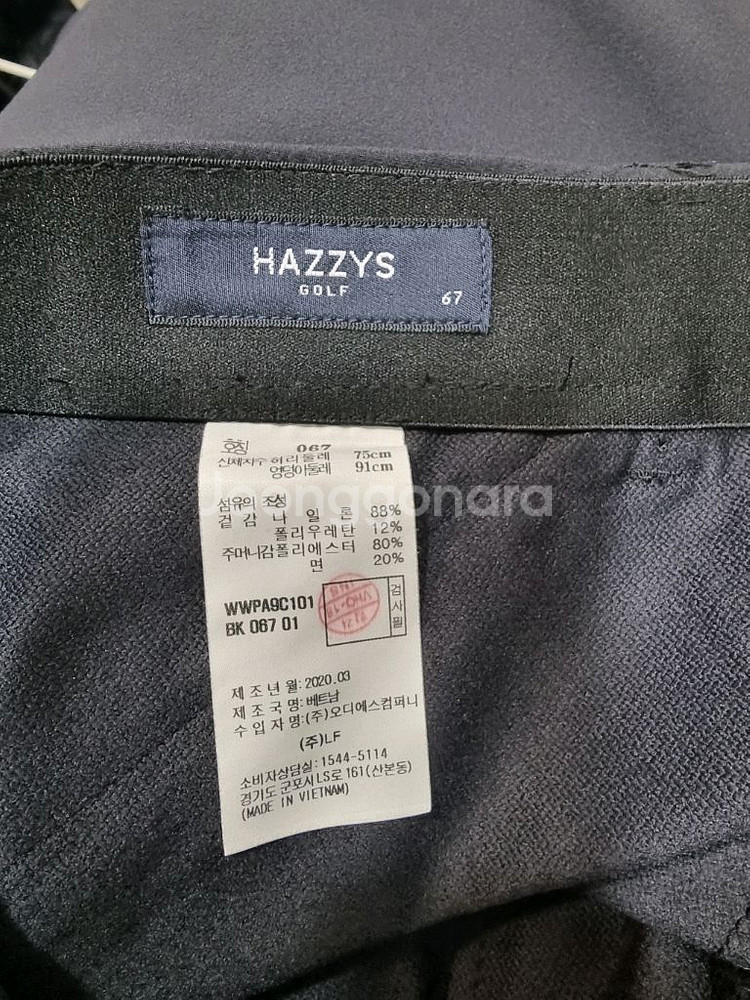 HAZZYS
GOLF
67
호칭 067
신체치수 허리둘레 75cm
엉덩이둘레 91cm
Joonggonara
섬유의 조성
겉 감 나 일 론 88%
폴리우레탄 12%
주머니감폴리에스터 80%
면 20%
WWPA9C101
BK 067 01
검사필
제 조 년 월: 2020.03
제 조 국 명: 베트남
수 입 자 명:(주)오디에스컴퍼니
(주)LF
소비자상담실:1544-5114
경기도 군포시LS로 161(산본동)
(MADE IN VIETNAM)